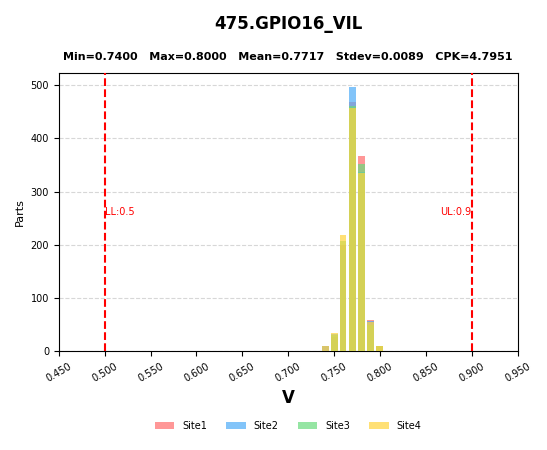 475.GPIO16_VIL
Min=0.7400 Max=0.8000 Mean=0.7717 Stdev=0.0089 CPK=4.7951
500
400
300
200
100
0
Parts
LL:0.5
UL:0.9
0.450 0.500 0.550 0.600 0.650 0.700 0.750 0.800 0.850 0.900 0.950
V
Site1 Site2 Site3 Site4